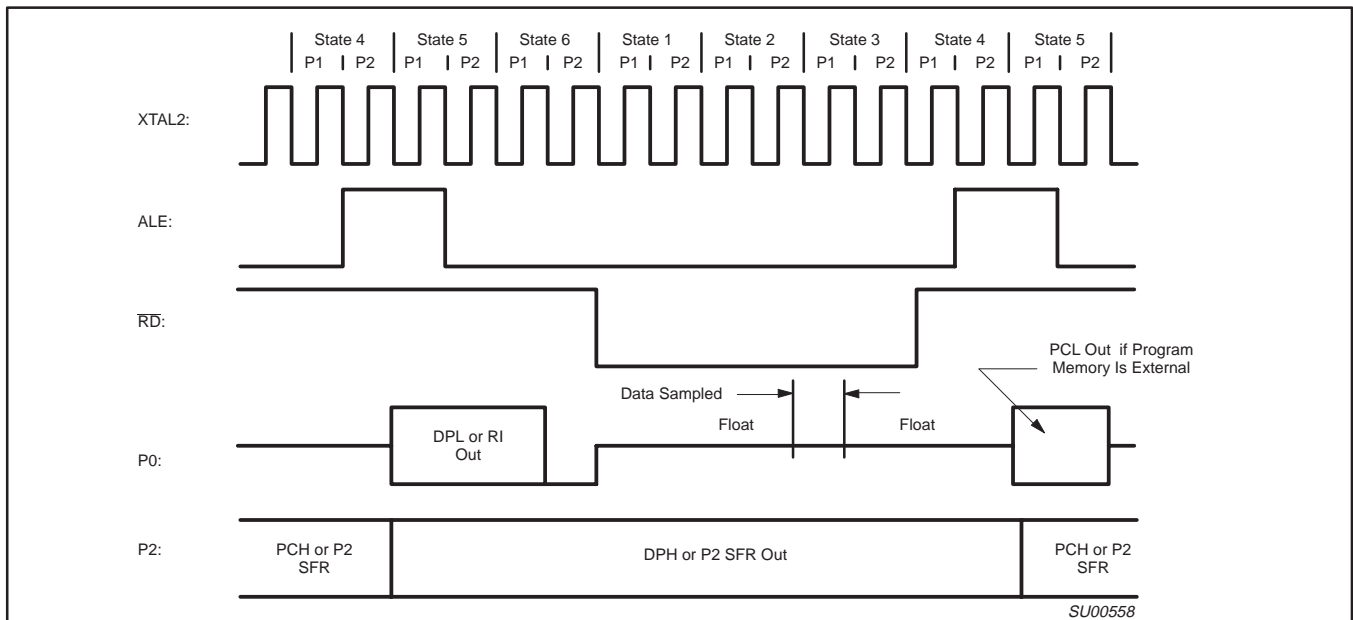 State 4 State 5 State 6 State 1 State 2 State 3 State 4 State 5
P1 P2 P1 P2 P1 P2 P1 P2 P1 P2 P1 P2 P1 P2 P1 P2
XTAL2:
ALE:
RD:
PCL Out if Program
Memory Is External
Data Sampled
Float Float
DPL or RI
Out
P0:
P2:
PCH or P2
SFR
DPH or P2 SFR Out
PCH or P2
SFR
SU00558